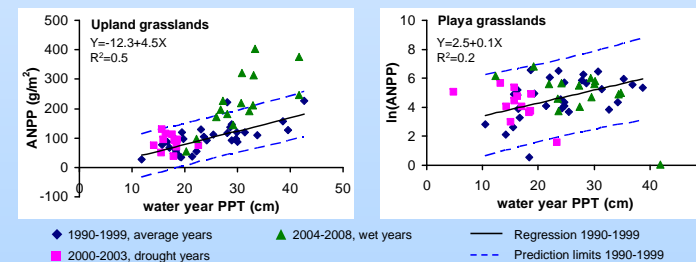 Upland grasslands
Y=-12.3+4.5X
R²=0.5
ANPP (g/m²)
500
400
300
200
100
0
-100
0 10 20 30 40 50
water year PPT (cm)
Playa grasslands
Y=2.5+0.1X
R²=0.2
ln(ANPP)
10
8
6
4
2
0
0 10 20 30 40
water year PPT (cm)
1990-1999, average years
2004-2008, wet years
Regression 1990-1999
2000-2003, drought years
Prediction limits 1990-1999